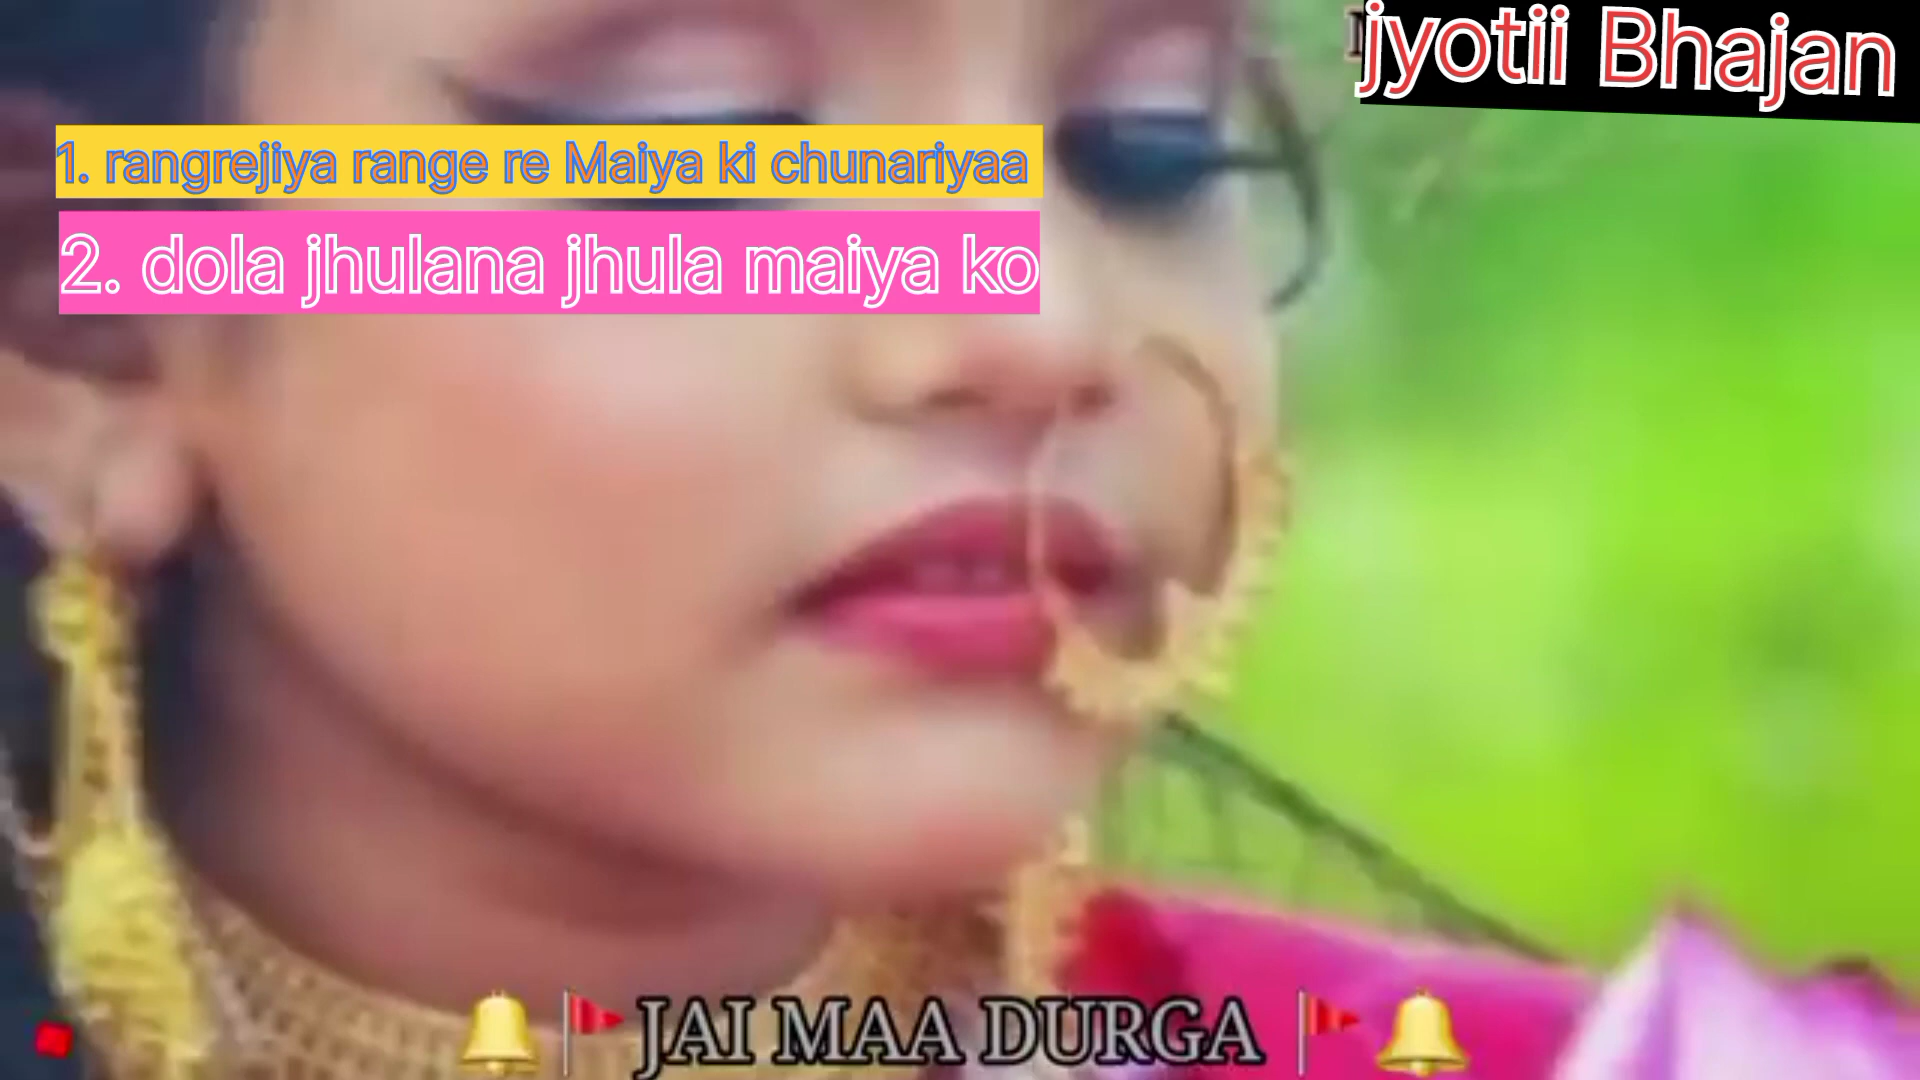 jyotii Bhajan
1. rangrejiya range re Maiya ki chunariyaa
2. dola jhulana jhula maiya ko
JAI MAA DURGA